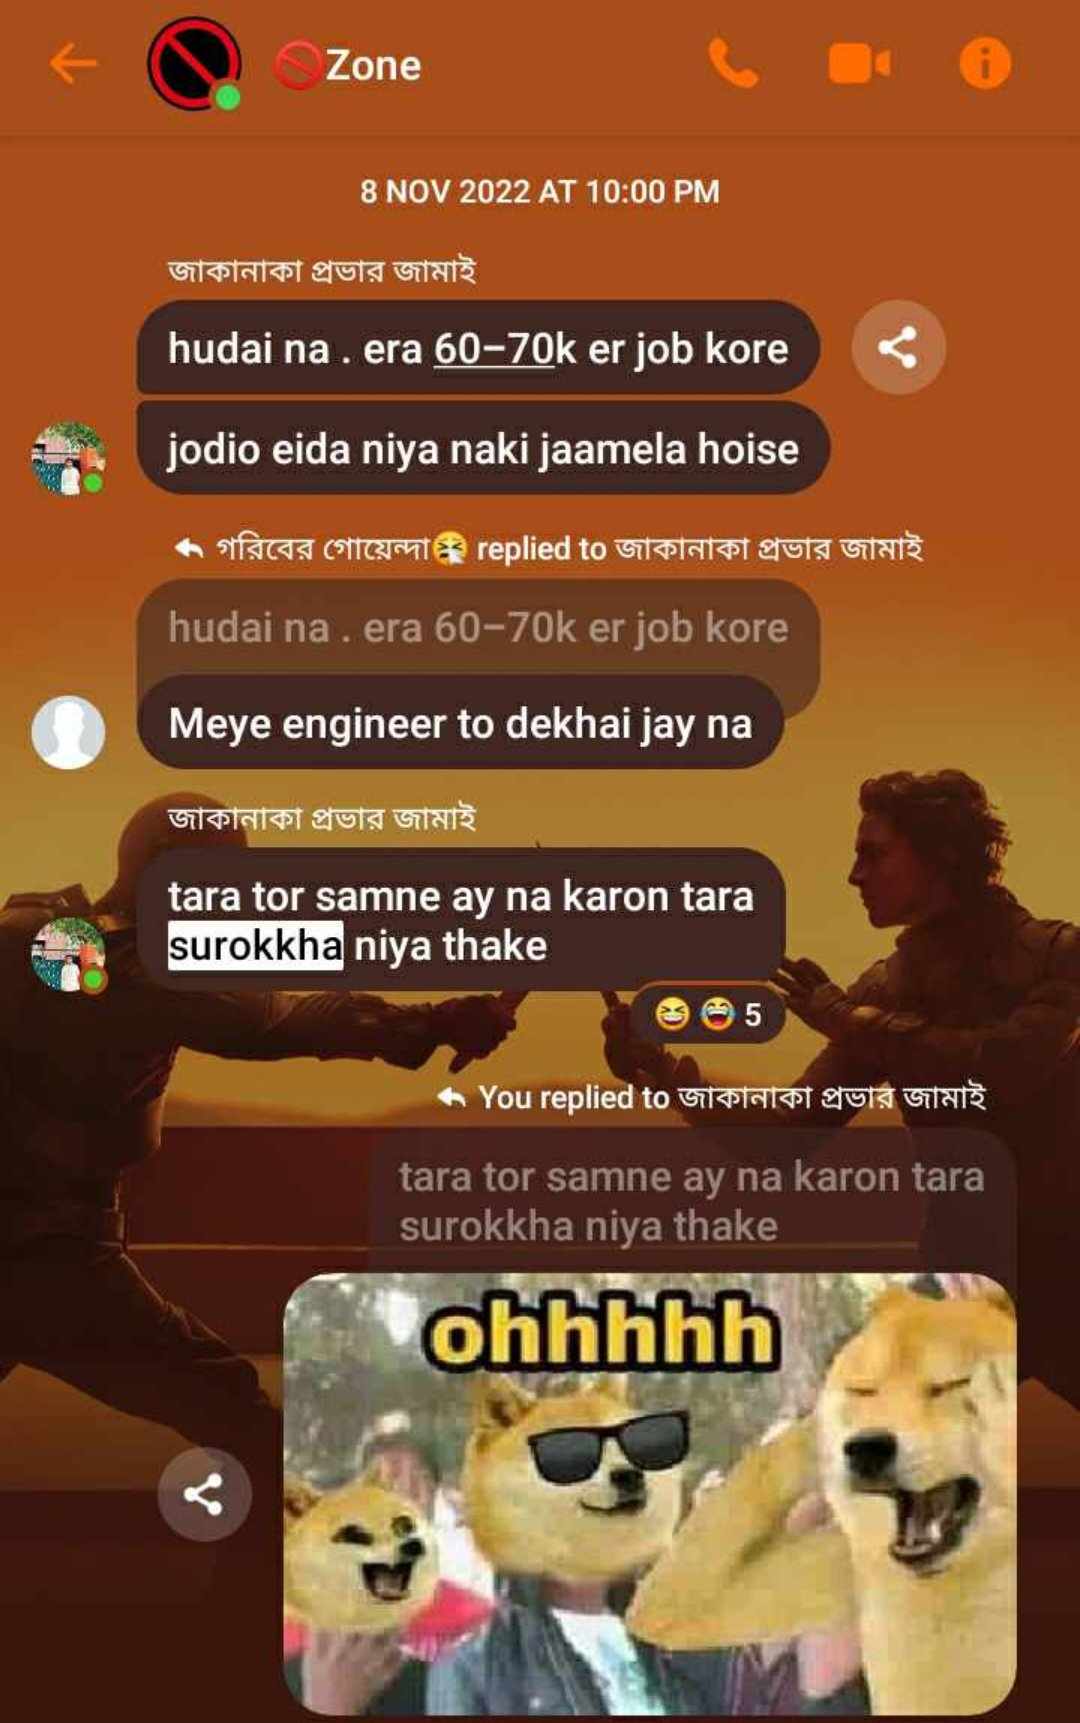 🚫Zone
8 NOV 2022 AT 10:00 PM
জাকানাকা প্রভার জামাই
hudai na . era 60–70k er job kore
jodio eida niya naki jaamela hoise
গরিবের গোয়েন্দা🤧 replied to জাকানাকা প্রভার জামাই
hudai na . era 60–70k er job kore
Meye engineer to dekhai jay na
জাকানাকা প্রভার জামাই
tara tor samne ay na karon tara
surokkha niya thake
😆😂 5
You replied to জাকানাকা প্রভার জামাই
tara tor samne ay na karon tara
surokkha niya thake
ohhhhh